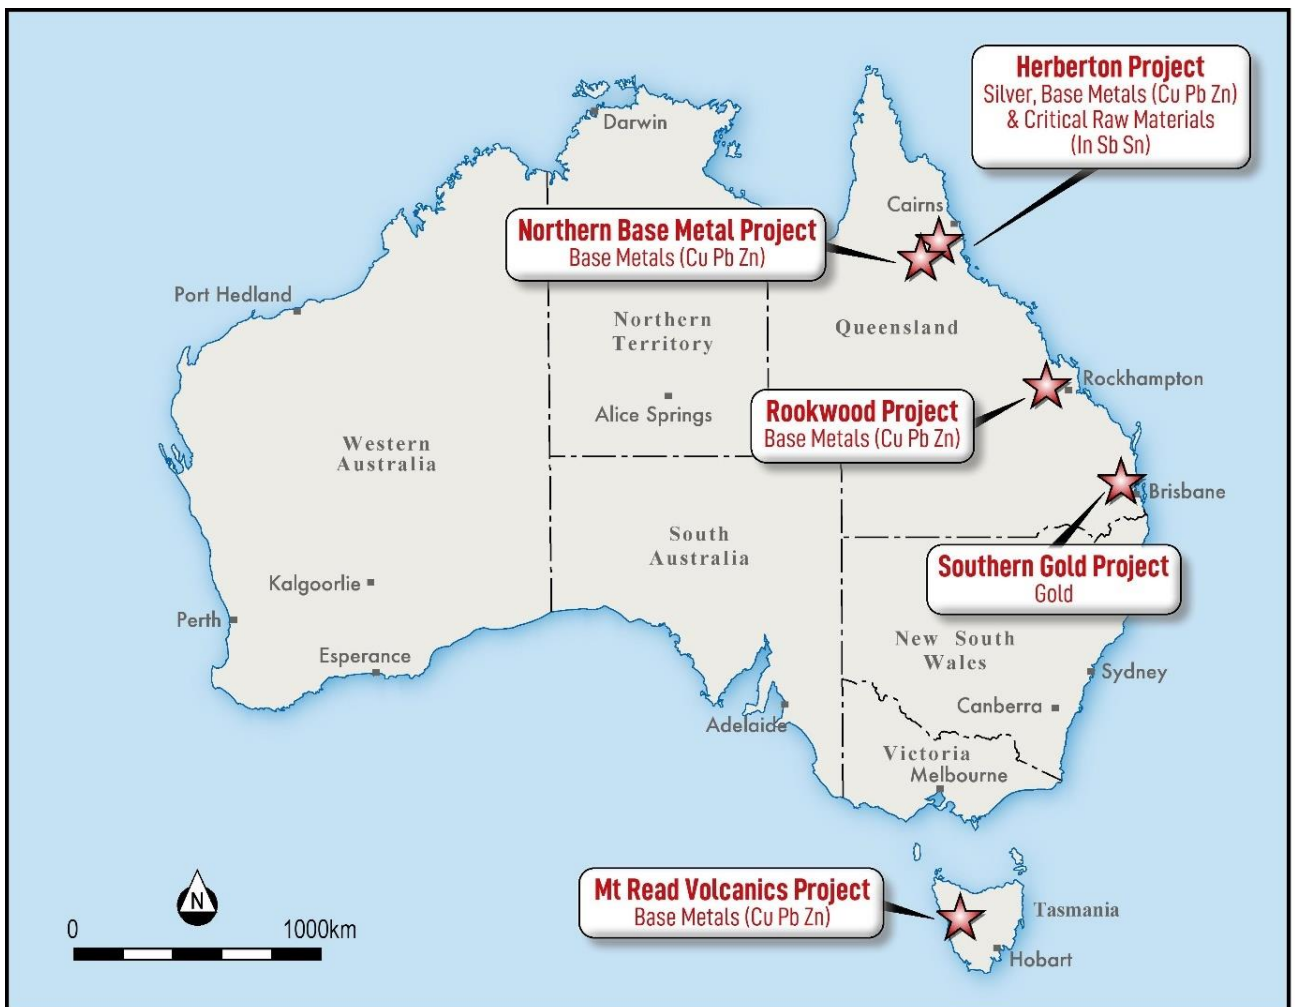 Herberton Project
Silver, Base Metals (Cu Pb Zn)
& Critical Raw Materials
(In Sb Sn)
Darwin
Cairns
Northern Base Metal Project
Base Metals (Cu Pb Zn)
Port Hedland
Northern
Territory
Queensland
Alice Springs
Rockhampton
Rookwood Project
Base Metals (Cu Pb Zn)
Western
Australia
Brisbane
South
Australia
Southern Gold Project
Gold
Kalgoorlie
Perth
Esperance
New South
Wales
Sydney
Canberra
Adelaide
Victoria
Melbourne
Mt Read Volcanics Project
Base Metals (Cu Pb Zn)
Tasmania
Hobart
N
0
1000km